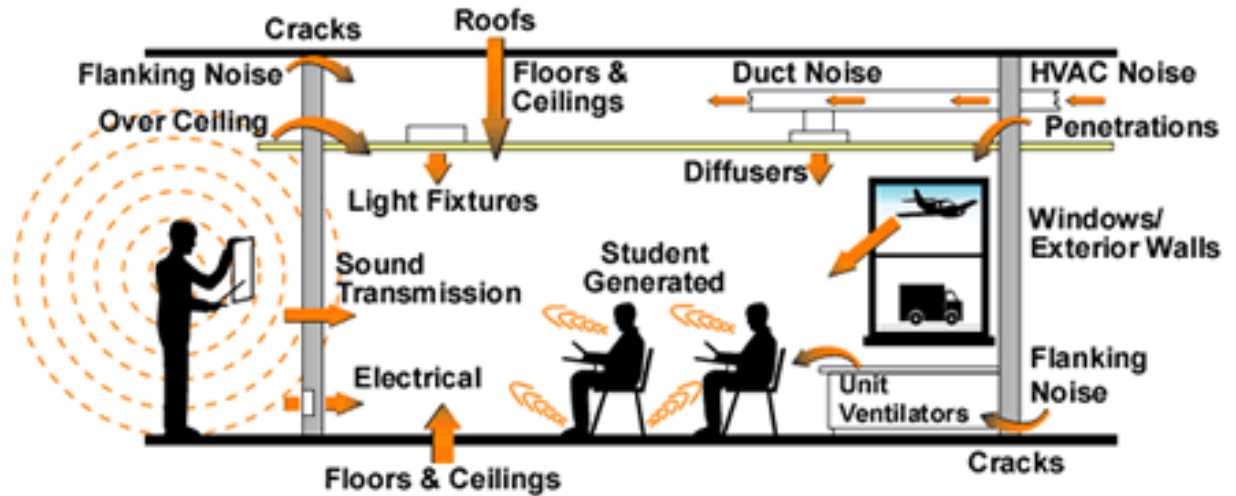 Cracks
Roofs
Flanking Noise
Floors &
Ceilings
Duct Noise
HVAC Noise
Over Ceiling
Penetrations
Light Fixtures
Diffusers
Windows/
Exterior Walls
Sound
Transmission
Student
Generated
Electrical
Unit
Ventilators
Flanking
Noise
Floors & Ceilings
Cracks